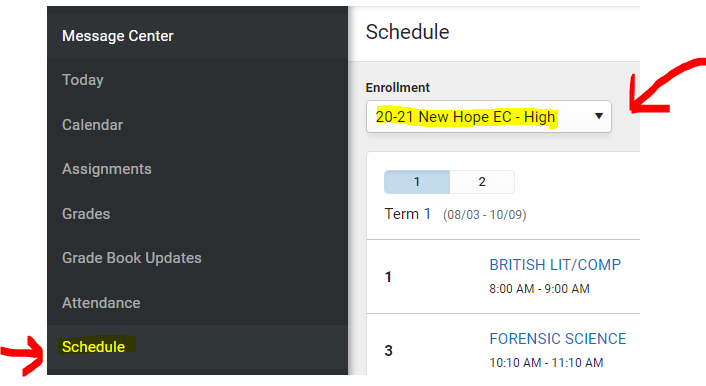 Message Center
Today
Calendar
Assignments
Grades
Grade Book Updates
Attendance
Schedule
Schedule
Enrollment
20-21 New Hope EC - High
1 2
Term 1 (08/03 - 10/09)
1 BRITISH LIT/COMP
8:00 AM - 9:00 AM
3 FORENSIC SCIENCE
10:10 AM - 11:10 AM